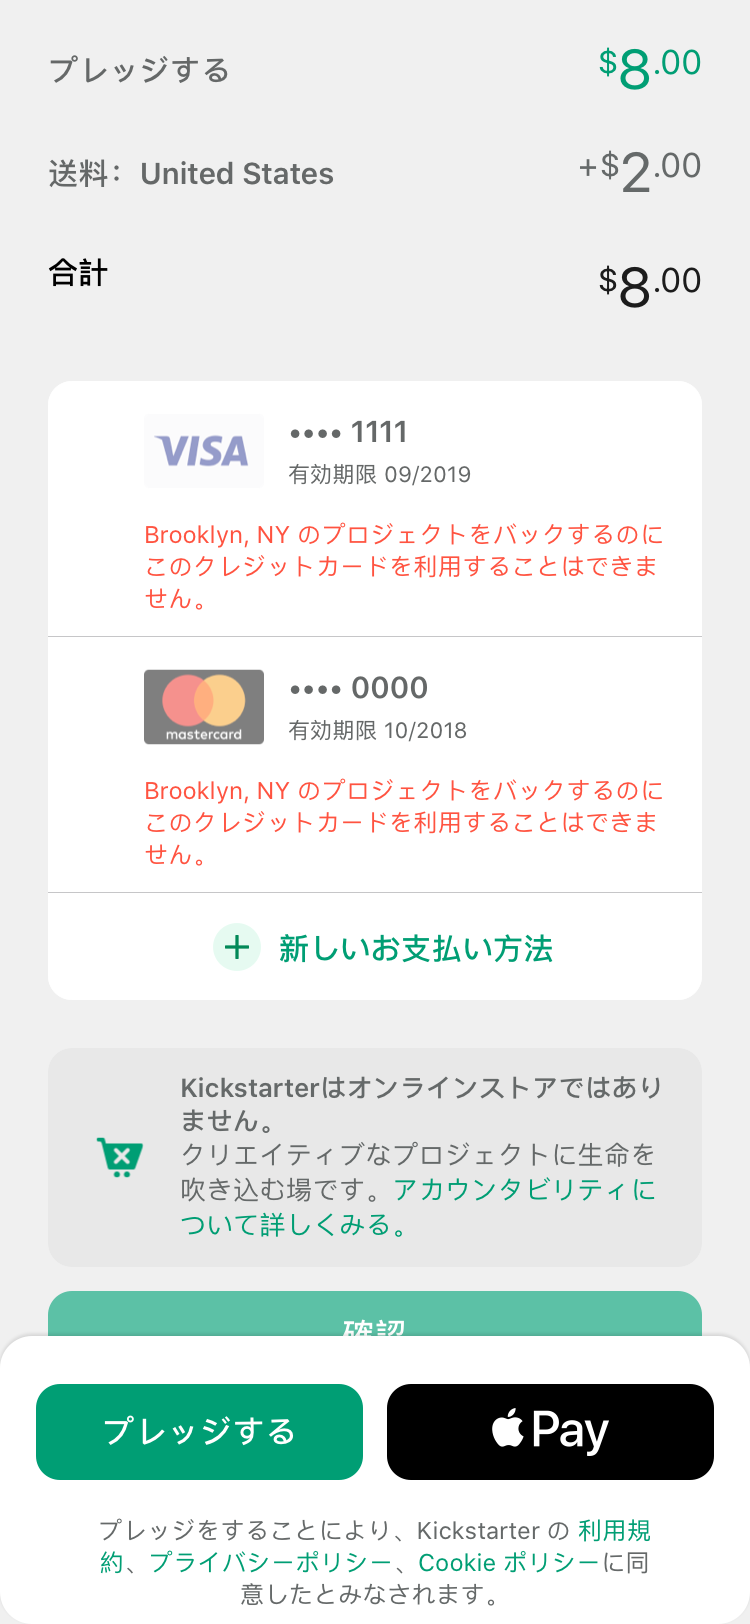 プレッジする $8.00
送料： United States +$2.00
合計 $8.00
VISA •••• 1111
有効期限 09/2019
Brooklyn, NY のプロジェクトをバックするのに
このクレジットカードを利用することはできま
せん。
mastercard •••• 0000
有効期限 10/2018
Brooklyn, NY のプロジェクトをバックするのに
このクレジットカードを利用することはできま
せん。
+ 新しいお支払い方法
Kickstarterはオンラインストアではあり
ません。
クリエイティブなプロジェクトに生命を
吹き込む場です。アカウンタビリティに
ついて詳しくみる。
確認
プレッジする Pay
プレッジをすることにより、Kickstarter の 利用規
約、プライバシーポリシー、Cookie ポリシーに同
意したとみなされます。